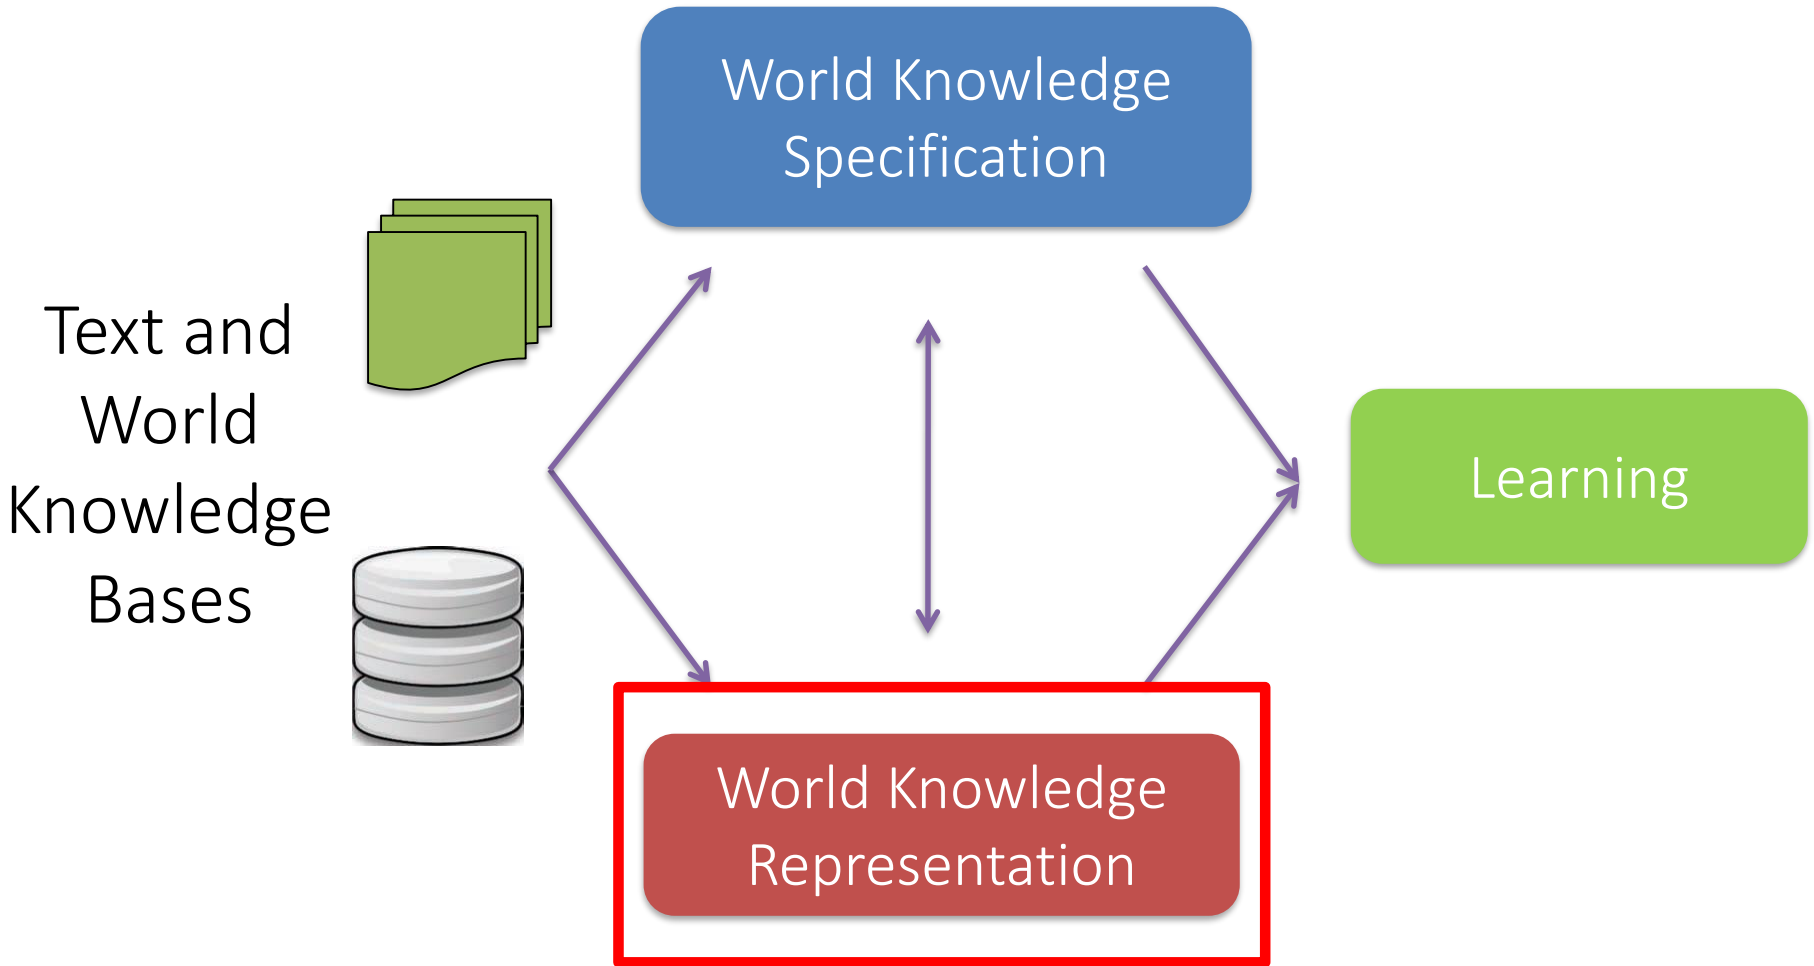 World Knowledge
Specification
Text and
World
Knowledge
Bases
Learning
World Knowledge
Representation